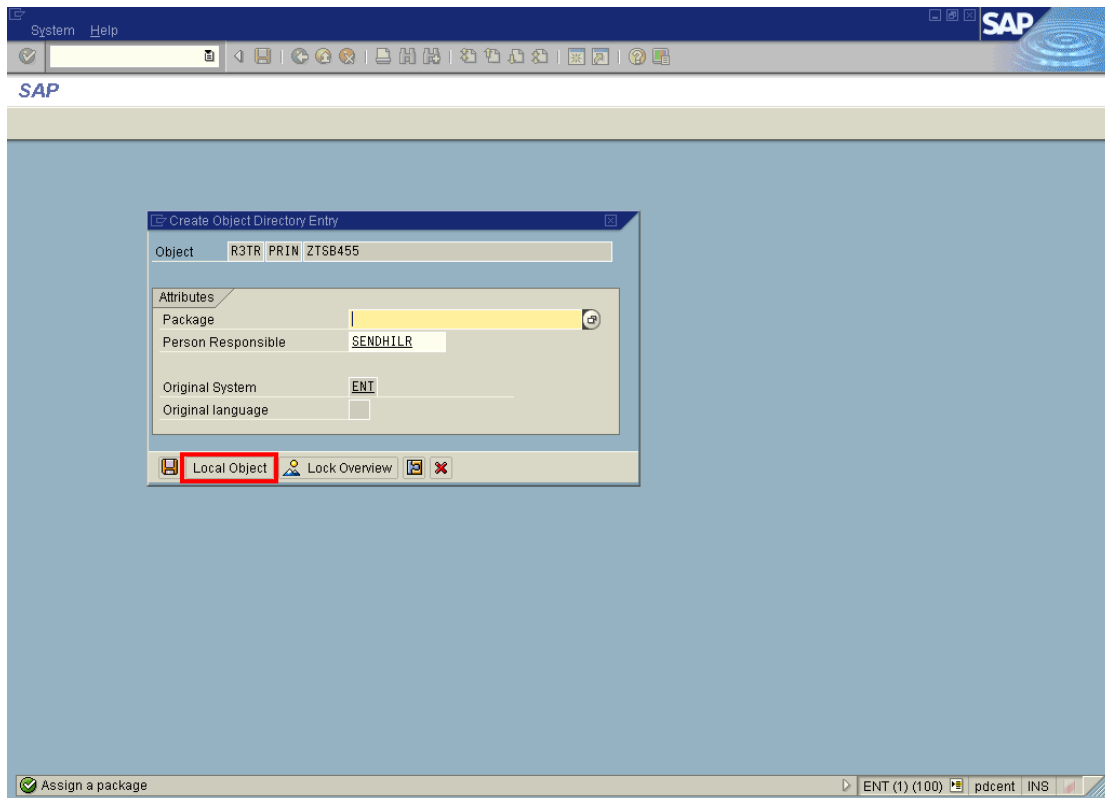 System Help
SAP
SAP
Create Object Directory Entry
Object R3TR PRIN ZTSB455
Attributes
Package
Person Responsible SENDHILR
Original System ENT
Original language
Local Object Lock Overview
Assign a package ENT (1) (100) pdcent INS